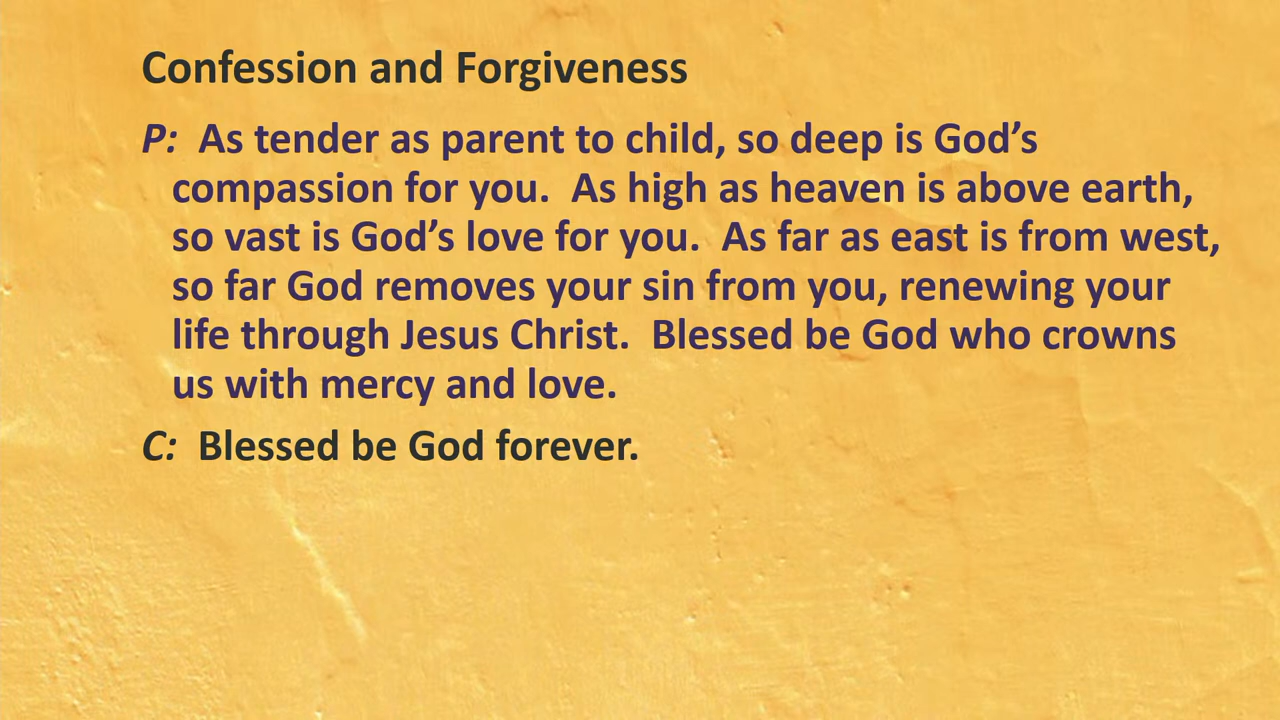 Confession and Forgiveness
P:  As tender as parent to child, so deep is God’s
compassion for you.  As high as heaven is above earth,
so vast is God’s love for you.  As far as east is from west,
so far God removes your sin from you, renewing your
life through Jesus Christ.  Blessed be God who crowns
us with mercy and love.
C:  Blessed be God forever.